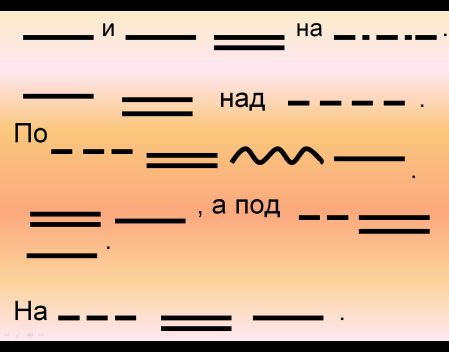 и на .
над .
По
.
, а под
.
На .